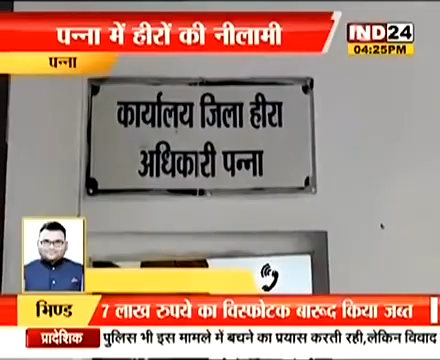 पन्ना में हीरों की नीलामी
IND24
04:25PM
पन्ना
कार्यालय जिला हीरा
अधिकारी पन्ना
भिण्ड
7 लाख रुपये का विस्फोटक बारूद किया जब्त
प्रादेशिक
पुलिस भी इस मामले में बचने का प्रयास करती रही,लेकिन विवाद